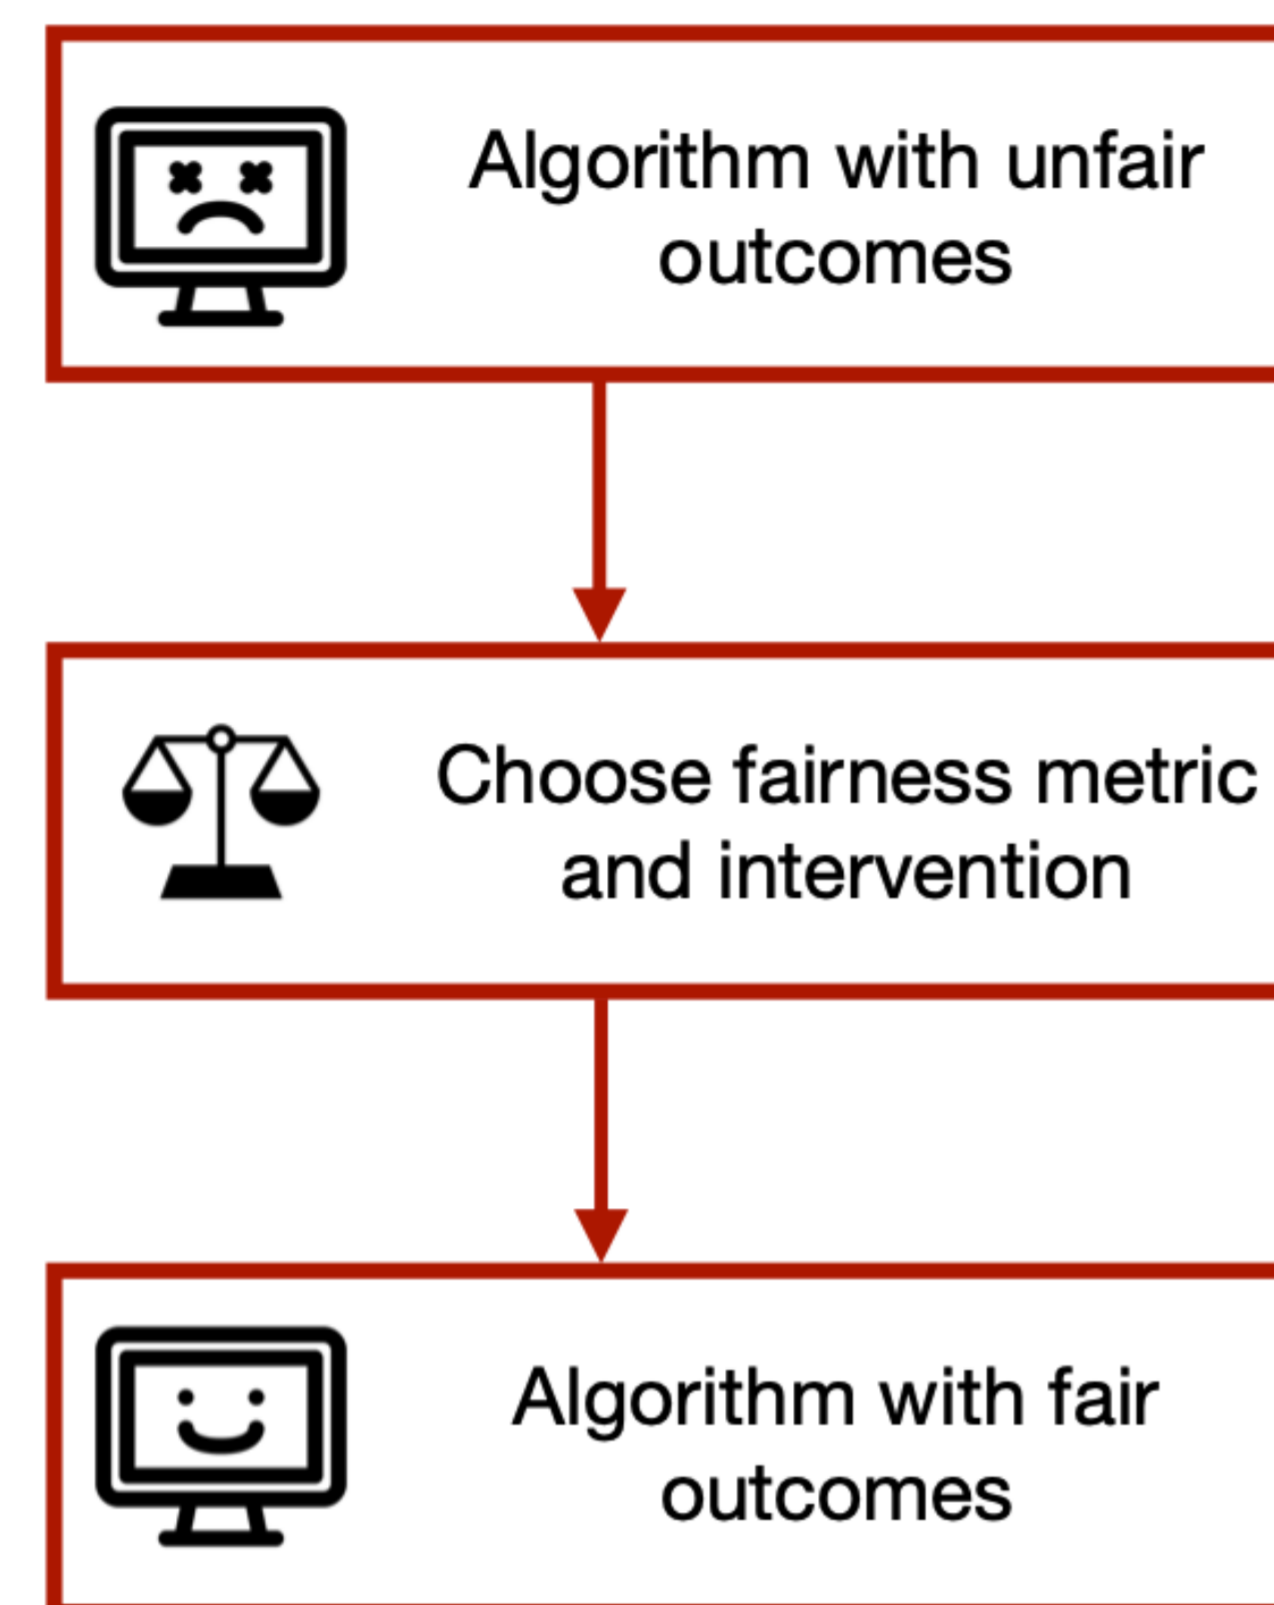 Algorithm with unfair
outcomes
Choose fairness metric
and intervention
Algorithm with fair
outcomes